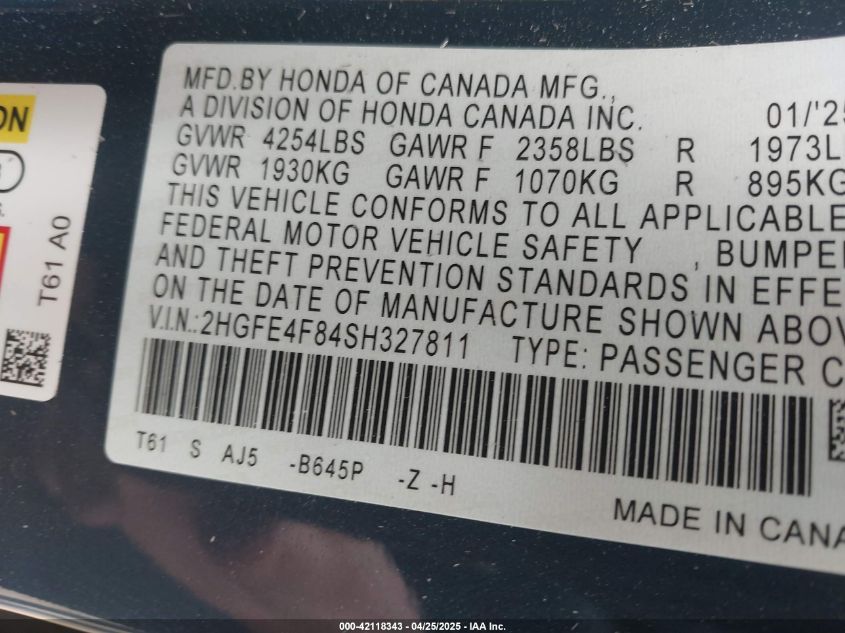 MFD.BY HONDA OF CANADA MFG.,
A DIVISION OF HONDA CANADA INC. 01/'25
GVWR 4254LBS GAWR F 2358LBS R 1973L
GVWR 1930KG GAWR F 1070KG R 895KG
THIS VEHICLE CONFORMS TO ALL APPLICABLE
FEDERAL MOTOR VEHICLE SAFETY , BUMPER
AND THEFT PREVENTION STANDARDS IN EFFE
ON THE DATE OF MANUFACTURE SHOWN ABOV
V.I.N.:2HGFE4F84SH327811 TYPE: PASSENGER C
T61 S AJ5 -B645P -Z -H
MADE IN CANA
ON
T61 A0
000-42118343 - 04/25/2025 - IAA Inc.